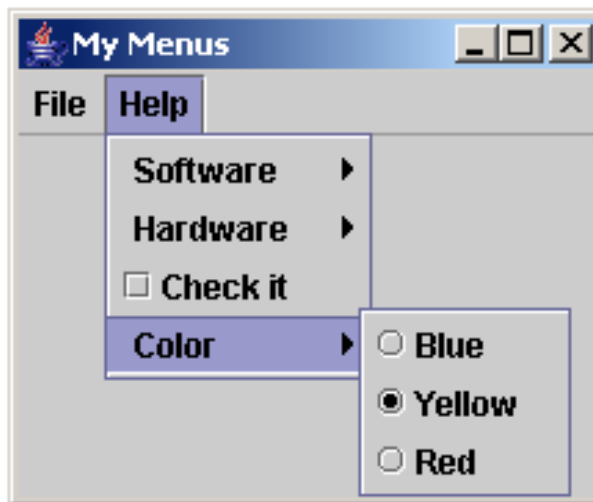 My Menus
File Help
Software
Hardware
Check it
Color
Blue
Yellow
Red